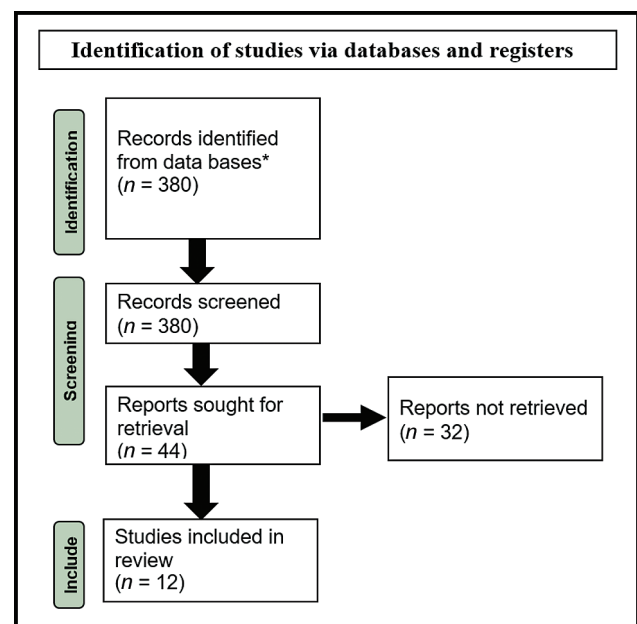 Identification of studies via databases and registers
Identification
Records identified
from data bases*
(n = 380)
Screening
Records screened
(n = 380)
Reports sought for
retrieval
(n = 44)
Reports not retrieved
(n = 32)
Include
Studies included in
review
(n = 12)